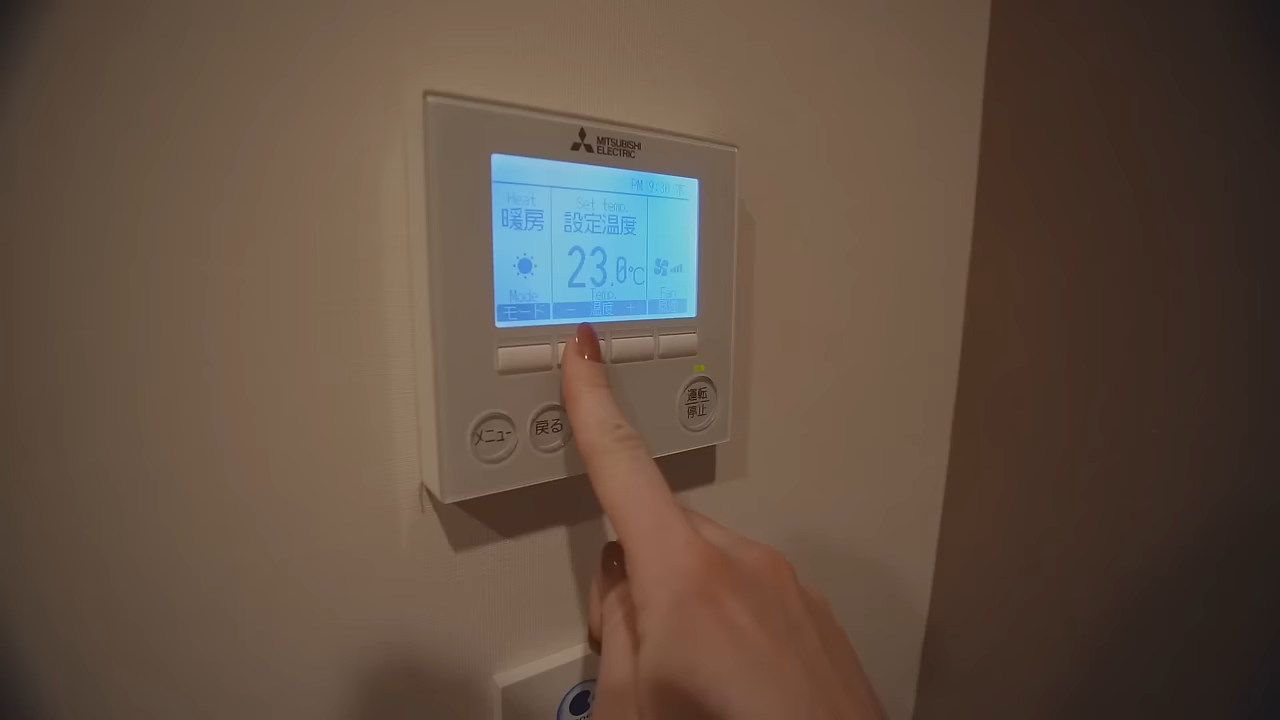 MITSUBISHI
ELECTRIC
PM 9:30
Heat
暖房
Set temp.
設定温度
23.0℃
Mode
モード
Temp.
− 温度 +
Fan
メニュー
戻る
運転
停止